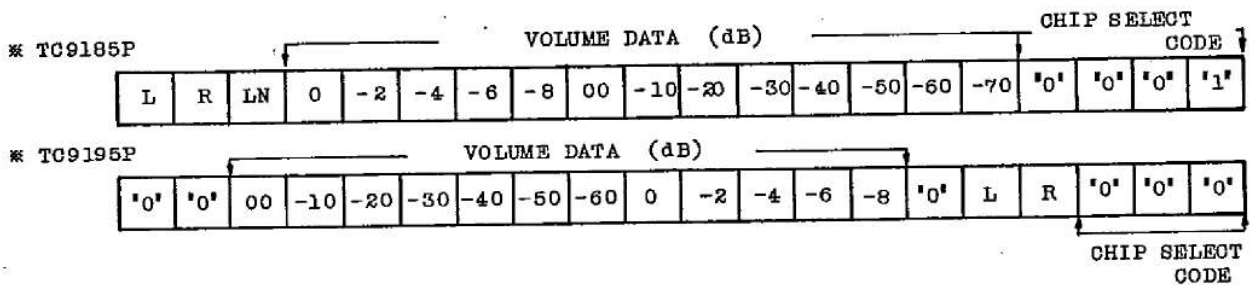 CHIP SELECT
※ TC9185P VOLUME DATA (dB) CODE
L R LN 0 -2 -4 -6 -8 00 -10 -20 -30 -40 -50 -60 -70 "0" "0" "0" "1"
※ TC9195P VOLUME DATA (dB)
"0" "0" 00 -10 -20 -30 -40 -50 -60 0 -2 -4 -6 -8 "0" L R "0" "0" "0"
CHIP SELECT
CODE